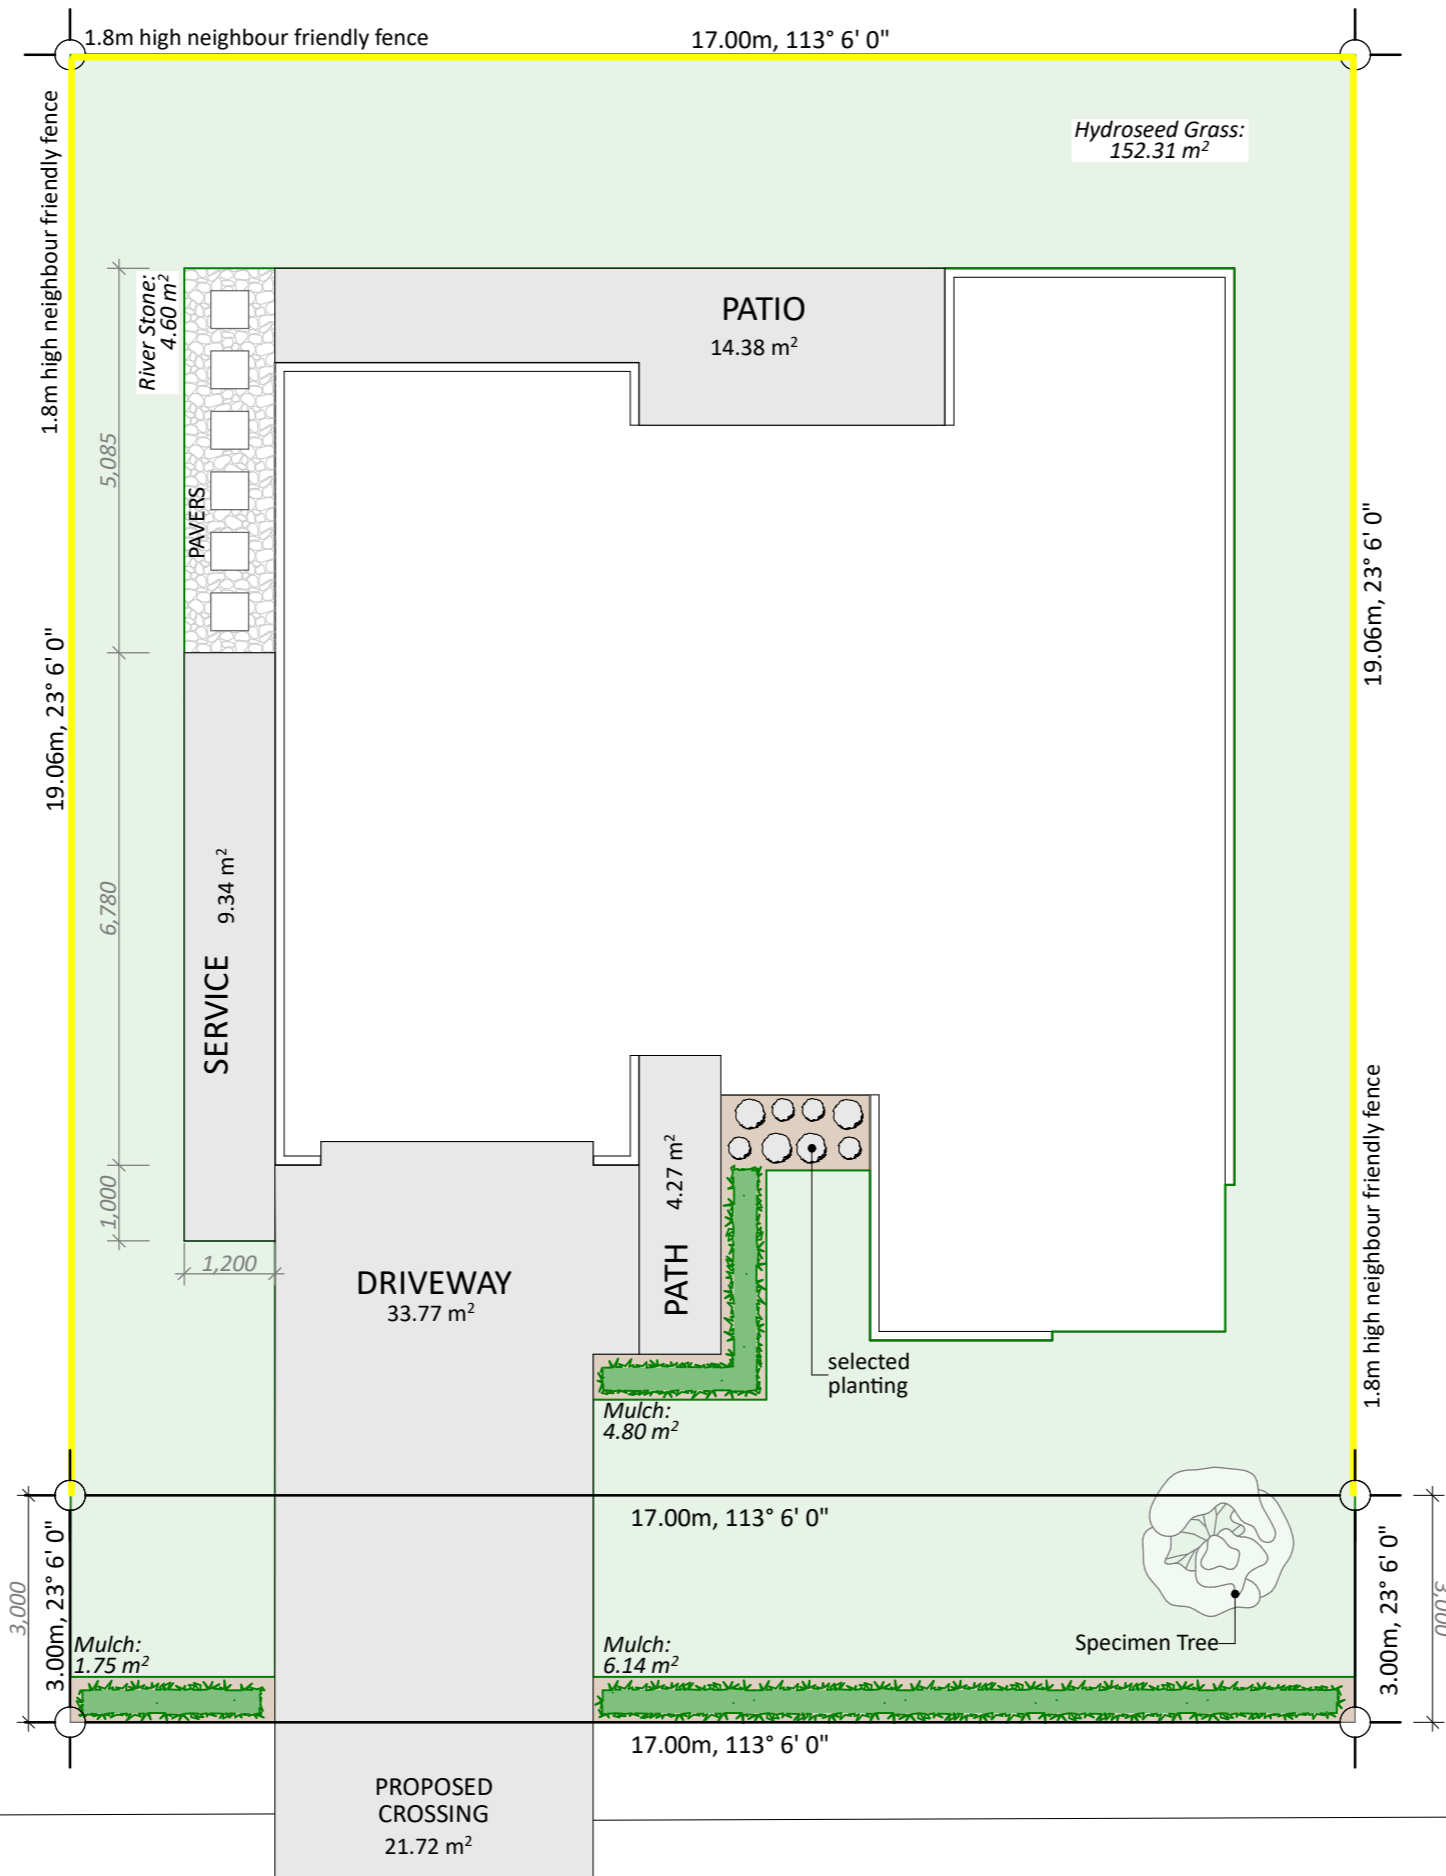 1.8m high neighbour friendly fence
17.00m, 113° 6' 0"
1.8m high neighbour friendly fence
Hydroseed Grass:
152.31 m²
River Stone:
4.60 m²
PATIO
14.38 m²
5,085
PAVERS
19.06m, 23° 6' 0"
19.06m, 23° 6' 0"
6,780
SERVICE 9.34 m²
1,000
1,200
DRIVEWAY
33.77 m²
PATH 4.27 m²
selected
planting
1.8m high neighbour friendly fence
Mulch:
4.80 m²
17.00m, 113° 6' 0"
3,000
3.00m, 23° 6' 0"
Mulch:
1.75 m²
Mulch:
6.14 m²
Specimen Tree
3.00m, 23° 6' 0"
3,000
17.00m, 113° 6' 0"
PROPOSED
CROSSING
21.72 m²